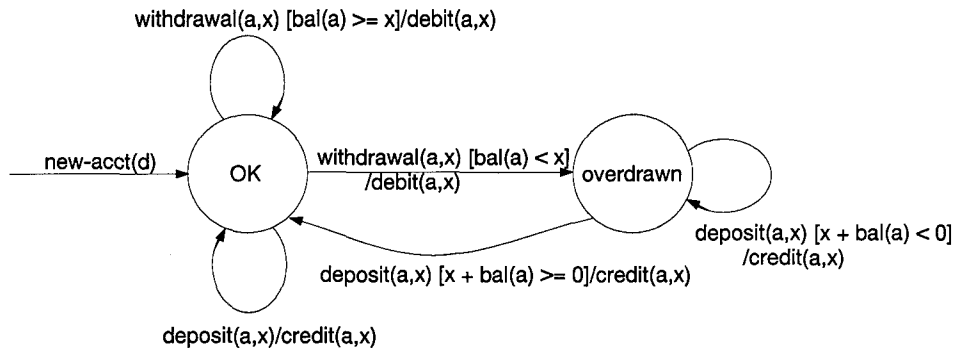 withdrawal(a,x) [bal(a) >= x]/debit(a,x)
new-acct(d)
OK
withdrawal(a,x) [bal(a) < x]
/debit(a,x)
overdrawn
deposit(a,x) [x + bal(a) < 0]
/credit(a,x)
deposit(a,x) [x + bal(a) >= 0]/credit(a,x)
deposit(a,x)/credit(a,x)